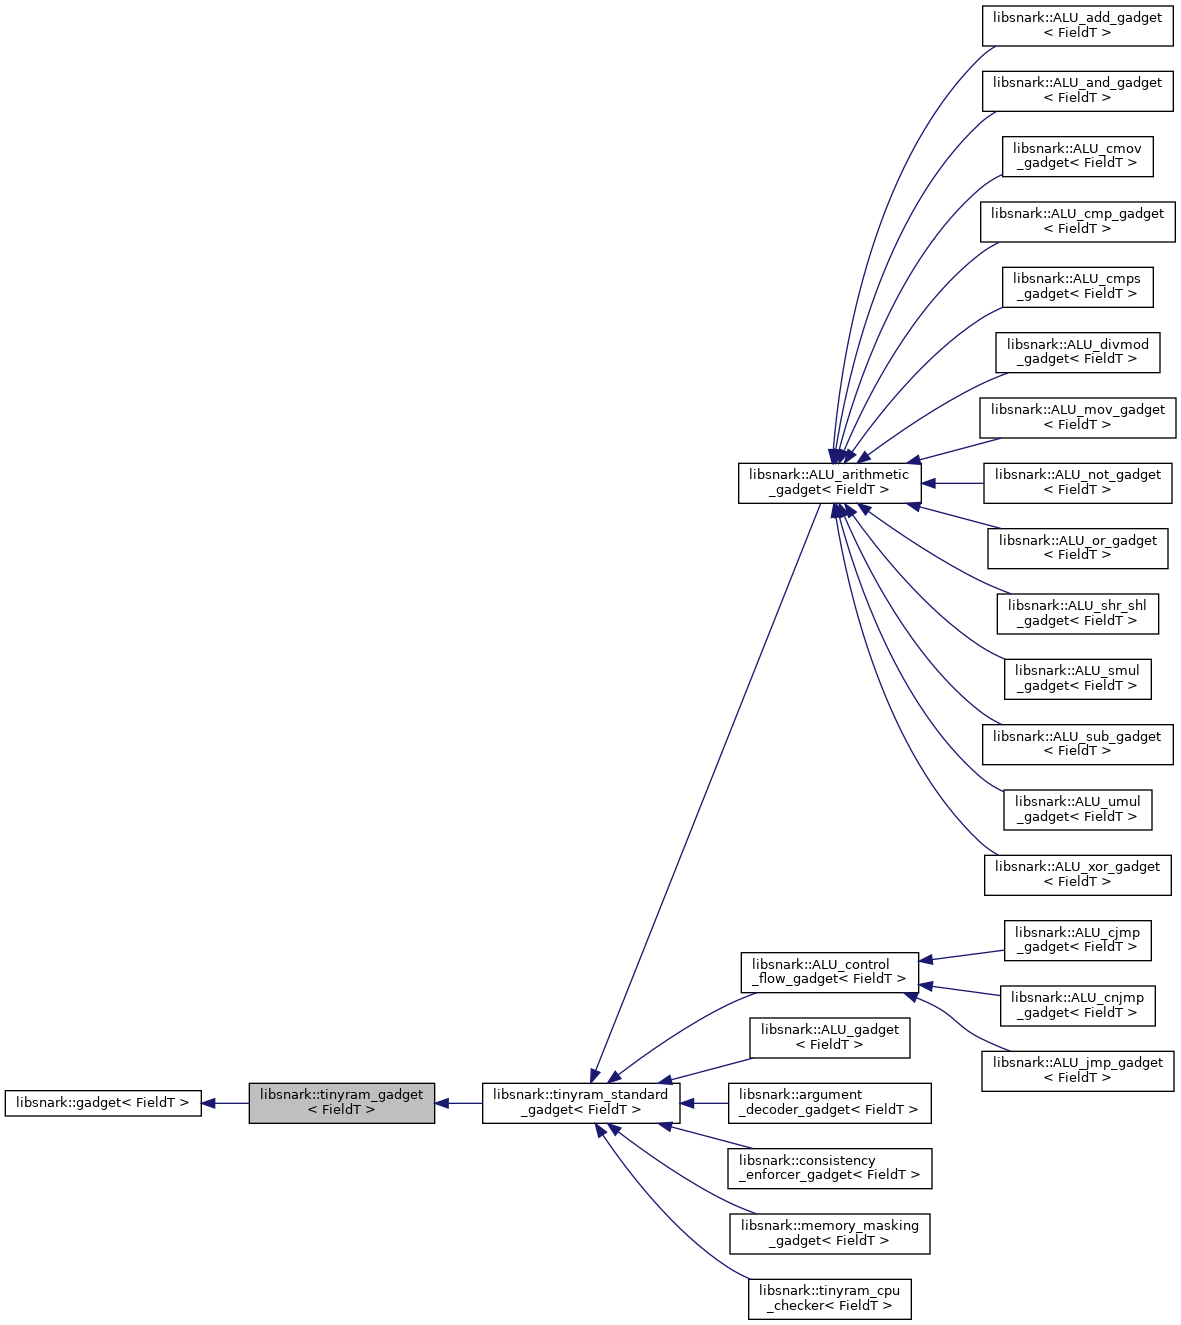 libsnark::ALU_add_gadget
< FieldT >
libsnark::ALU_and_gadget
< FieldT >
libsnark::ALU_cmov
_gadget< FieldT >
libsnark::ALU_cmp_gadget
< FieldT >
libsnark::ALU_cmps
_gadget< FieldT >
libsnark::ALU_divmod
_gadget< FieldT >
libsnark::ALU_mov_gadget
< FieldT >
libsnark::ALU_arithmetic
_gadget< FieldT >
libsnark::ALU_not_gadget
< FieldT >
libsnark::ALU_or_gadget
< FieldT >
libsnark::ALU_shr_shl
_gadget< FieldT >
libsnark::ALU_smul
_gadget< FieldT >
libsnark::ALU_sub_gadget
< FieldT >
libsnark::ALU_umul
_gadget< FieldT >
libsnark::ALU_xor_gadget
< FieldT >
libsnark::ALU_cjmp
_gadget< FieldT >
libsnark::ALU_control
_flow_gadget< FieldT >
libsnark::ALU_cnjmp
_gadget< FieldT >
libsnark::ALU_gadget
< FieldT >
libsnark::ALU_jmp_gadget
< FieldT >
libsnark::gadget< FieldT >
libsnark::tinyram_gadget
< FieldT >
libsnark::tinyram_standard
_gadget< FieldT >
libsnark::argument
_decoder_gadget< FieldT >
libsnark::consistency
_enforcer_gadget< FieldT >
libsnark::memory_masking
_gadget< FieldT >
libsnark::tinyram_cpu
_checker< FieldT >